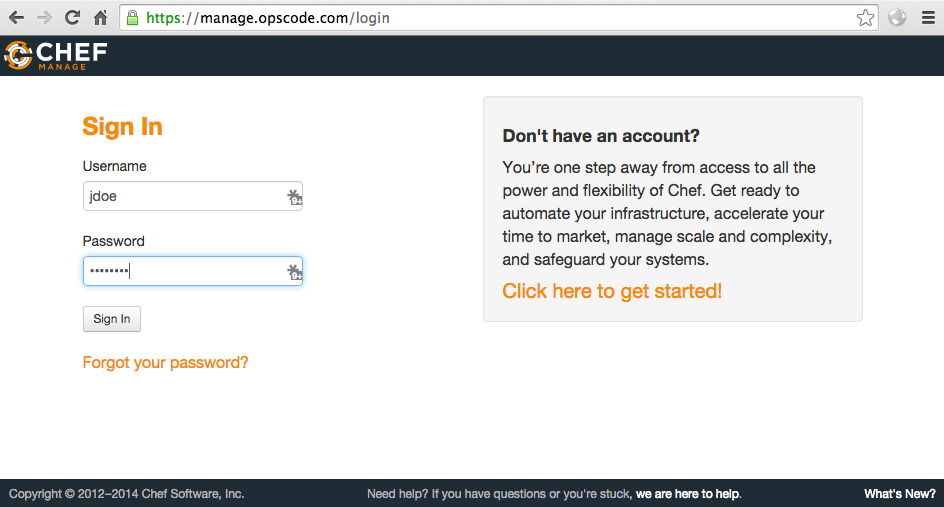 https://manage.opscode.com/login
CHEF
MANAGE
Sign In
Username
jdoe
Password
••••••••
Sign In
Forgot your password?
Don't have an account?
You’re one step away from access to all the
power and flexibility of Chef. Get ready to
automate your infrastructure, accelerate your
time to market, manage scale and complexity,
and safeguard your systems.
Click here to get started!
Copyright © 2012–2014 Chef Software, Inc.
Need help? If you have questions or you're stuck, we are here to help.
What's New?